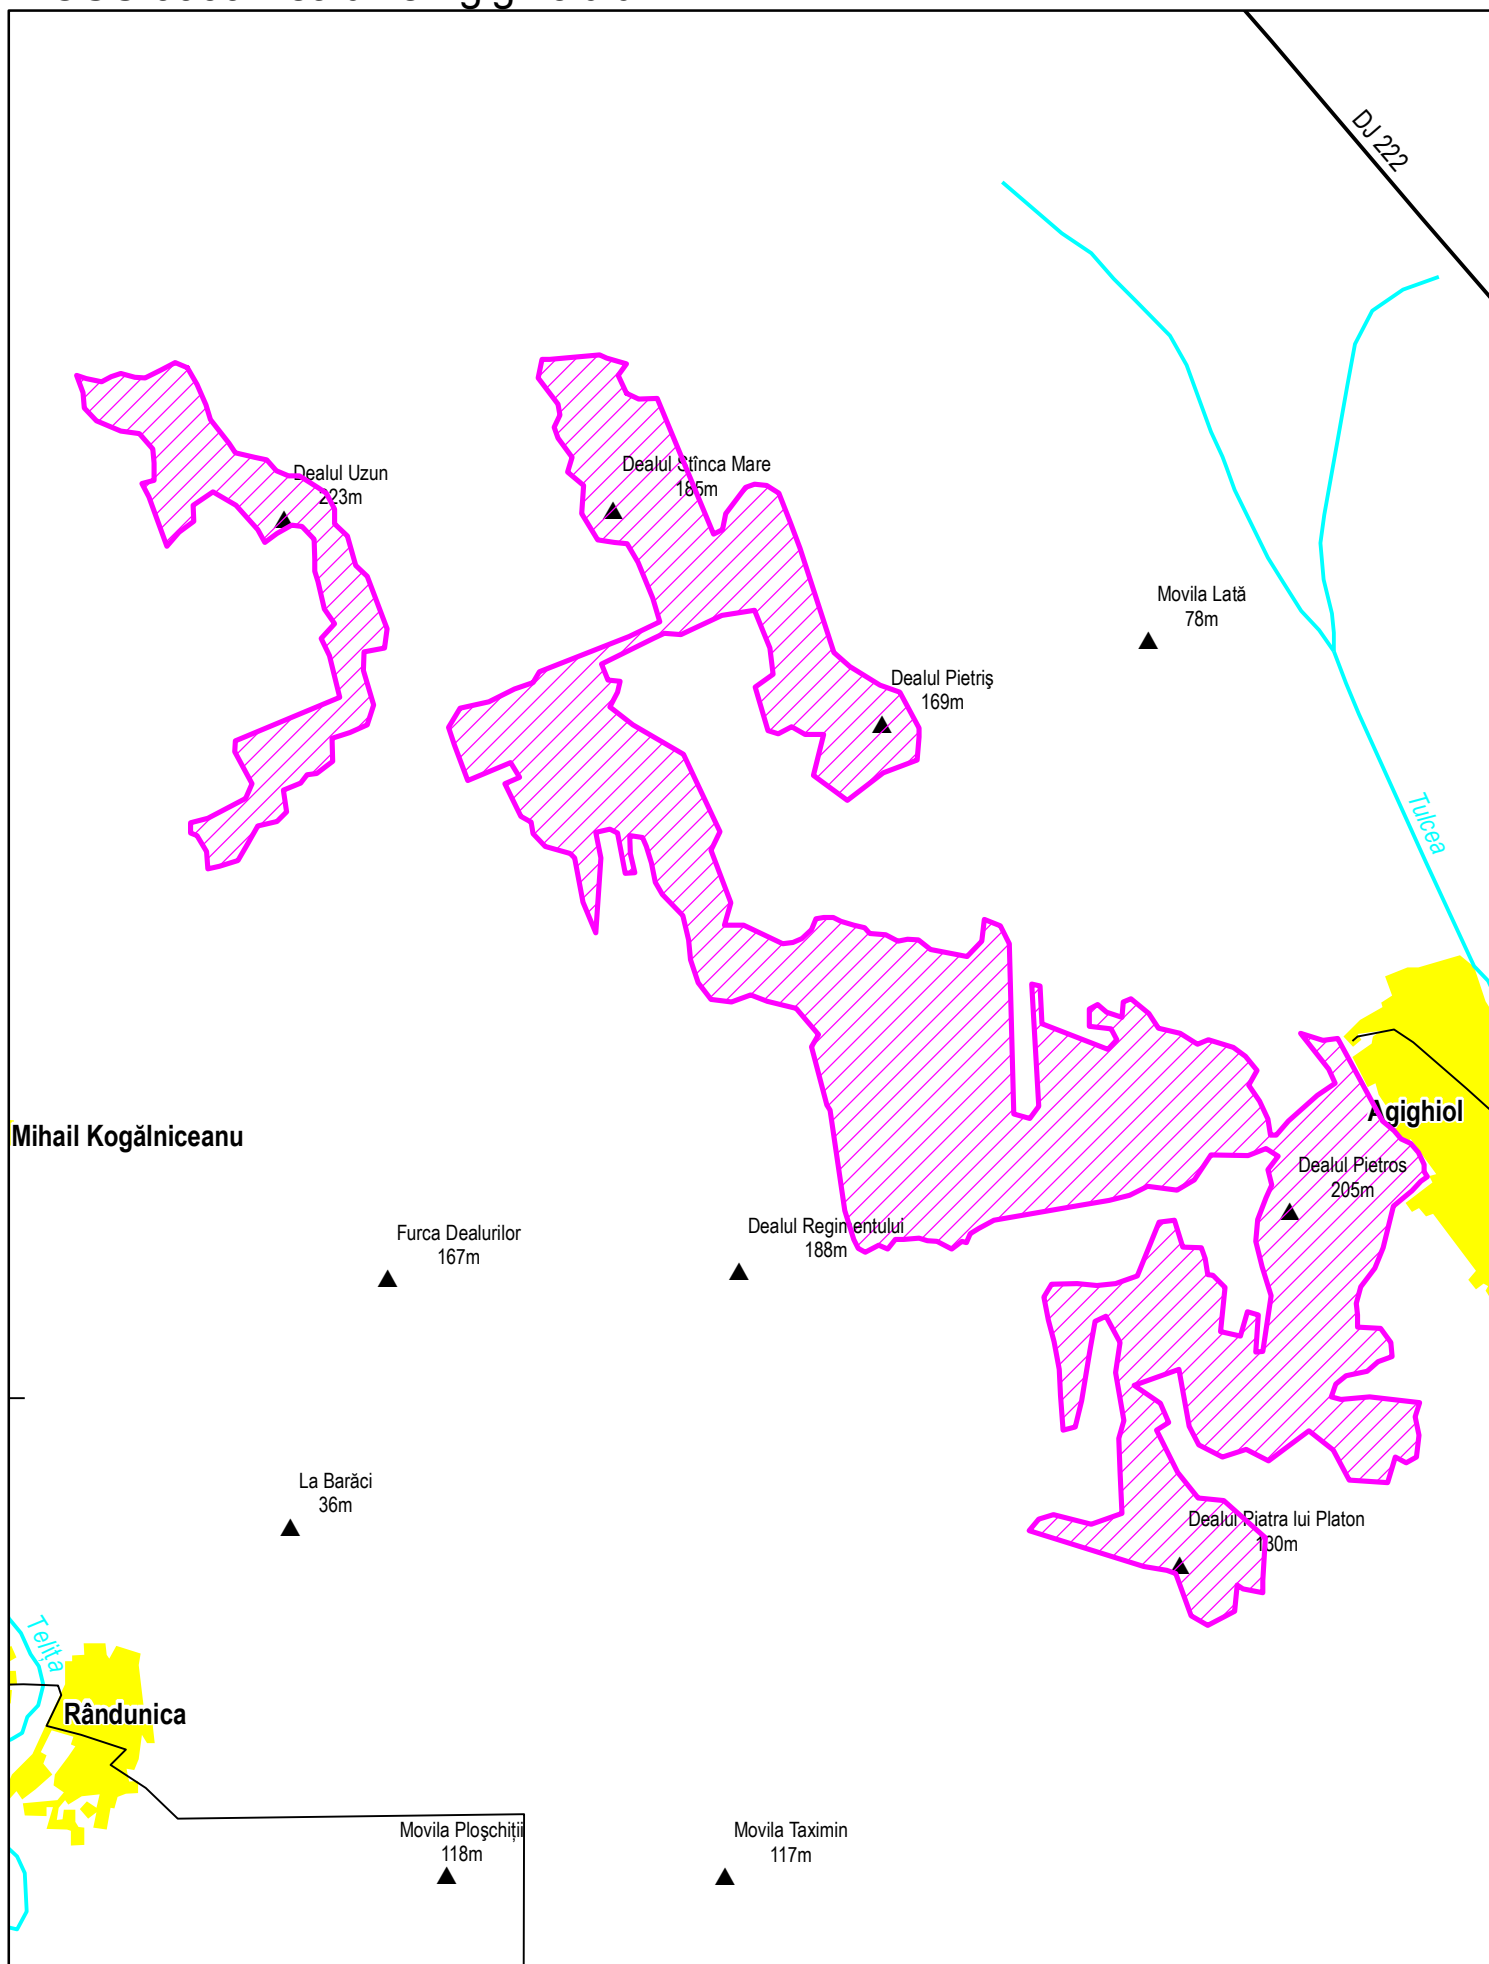 DJ 222
Dealul Uzun
223m
Dealul Stînca Mare
185m
Movila Lată
78m
Dealul Pietriş
169m
Tulcea
Agighiol
Mihail Kogălniceanu
Dealul Pietros
205m
Furca Dealurilor
167m
Dealul Regimentului
188m
La Barăci
36m
Dealul Piatra lui Platon
130m
Telița
Rândunica
Movila Ploşchiții
118m
Movila Taximin
117m